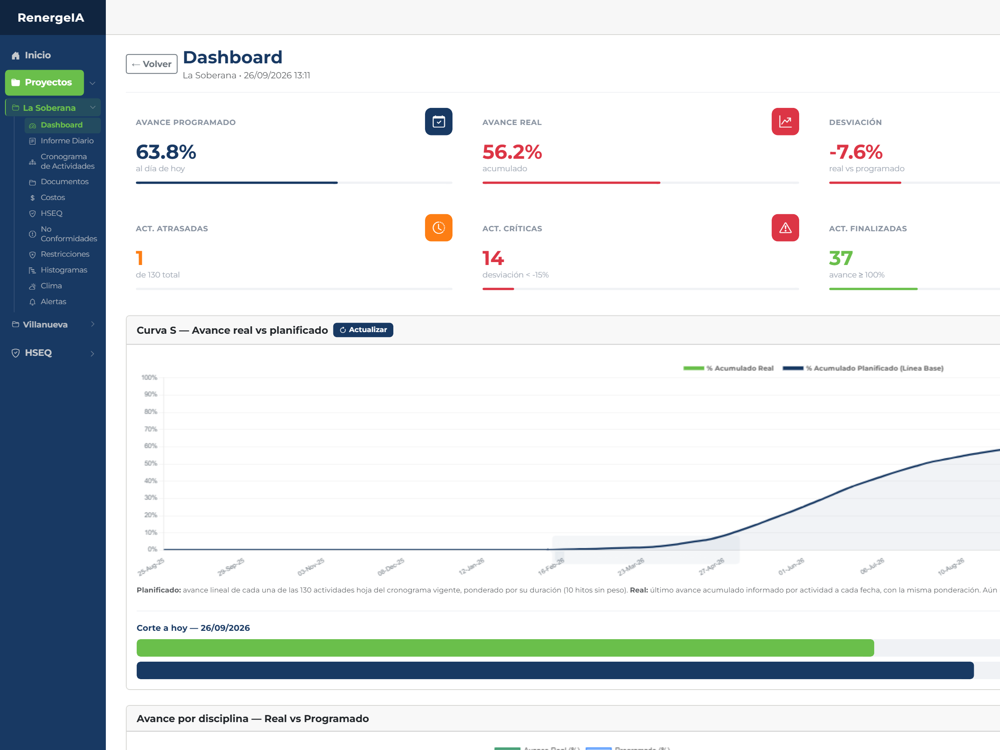 RenergeIA
Inicio
Proyectos
La Soberana
Dashboard
Informe Diario
Cronograma
de Actividades
Documentos
Costos
HSEQ
No
Conformidades
Restricciones
Histogramas
Clima
Alertas
Villanueva
HSEQ
← Volver
Dashboard
La Soberana • 26/09/2026 13:11
AVANCE PROGRAMADO
63.8%
al día de hoy
AVANCE REAL
56.2%
acumulado
DESVIACIÓN
-7.6%
real vs programado
ACT. ATRASADAS
1
de 130 total
ACT. CRÍTICAS
14
desviación < -15%
ACT. FINALIZADAS
37
avance ≥ 100%
Curva S — Avance real vs planificado
Actualizar
% Acumulado Real
% Acumulado Planificado (Línea Base)
100%
90%
80%
70%
60%
50%
40%
30%
20%
10%
0%
25-Aug-25
29-Sep-25
03-Nov-25
08-Dec-25
12-Jan-26
16-Feb-26
23-Mar-26
27-Apr-26
01-Jun-26
06-Jul-26
10-Aug-26
Planificado: avance lineal de cada una de las 130 actividades hoja del cronograma vigente, ponderado por su duración (10 hitos sin peso). Real: último avance acumulado informado por actividad a cada fecha, con la misma ponderación. Aún
Corte a hoy — 26/09/2026
Avance por disciplina — Real vs Programado
Avance Real (%)
Programado (%)